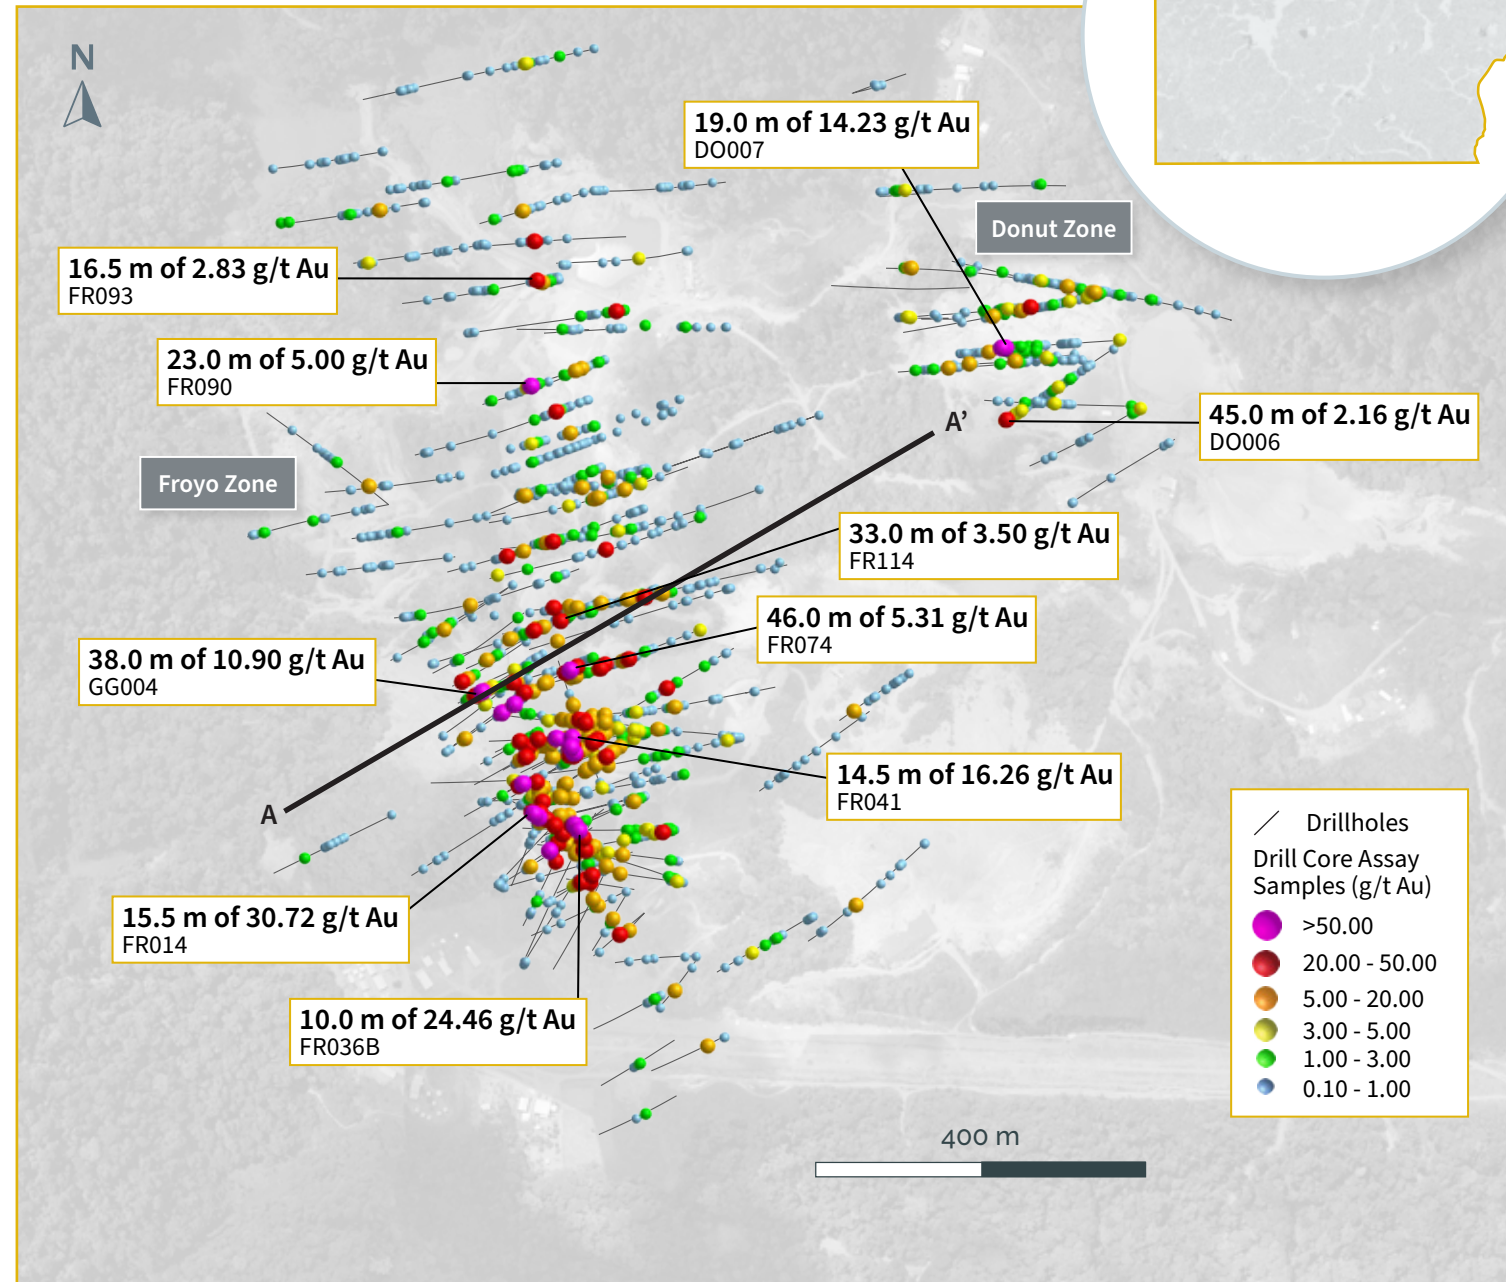 N
19.0 m of 14.23 g/t Au
DO007
Donut Zone
16.5 m of 2.83 g/t Au
FR093
23.0 m of 5.00 g/t Au
FR090
A’
45.0 m of 2.16 g/t Au
DO006
Froyo Zone
33.0 m of 3.50 g/t Au
FR114
46.0 m of 5.31 g/t Au
FR074
38.0 m of 10.90 g/t Au
GG004
14.5 m of 16.26 g/t Au
FR041
A
15.5 m of 30.72 g/t Au
FR014
10.0 m of 24.46 g/t Au
FR036B
Drillholes
Drill Core Assay
Samples (g/t Au)
>50.00
20.00 - 50.00
5.00 - 20.00
3.00 - 5.00
1.00 - 3.00
0.10 - 1.00
400 m